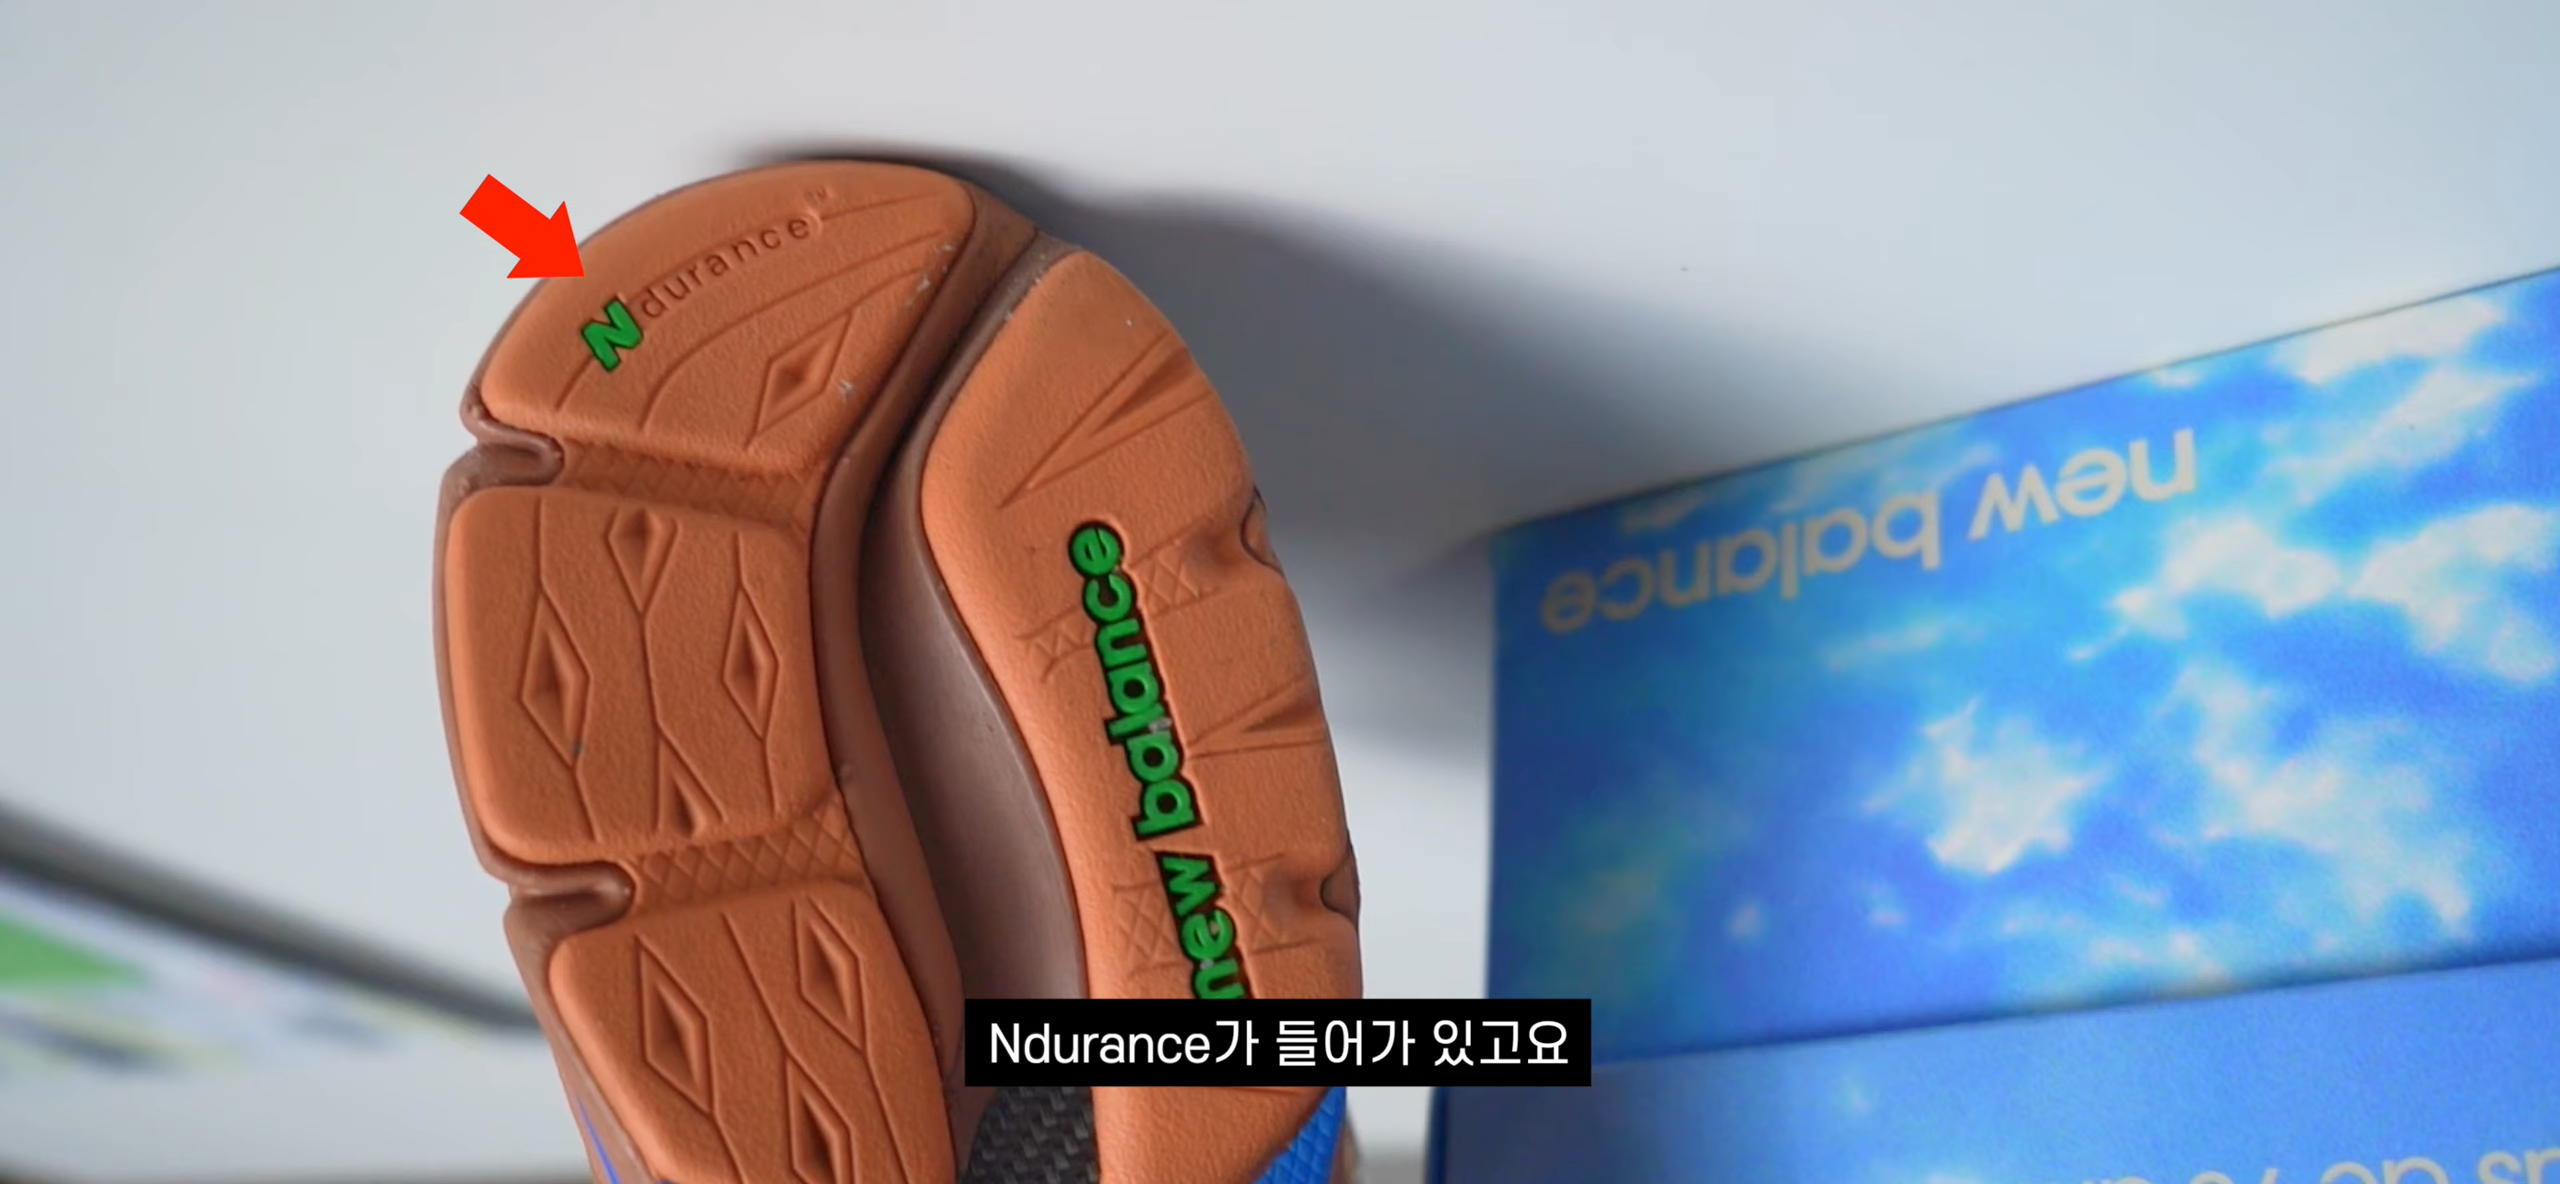 Ndurance™
new balance
new balance
Ndurance가 들어가 있고요